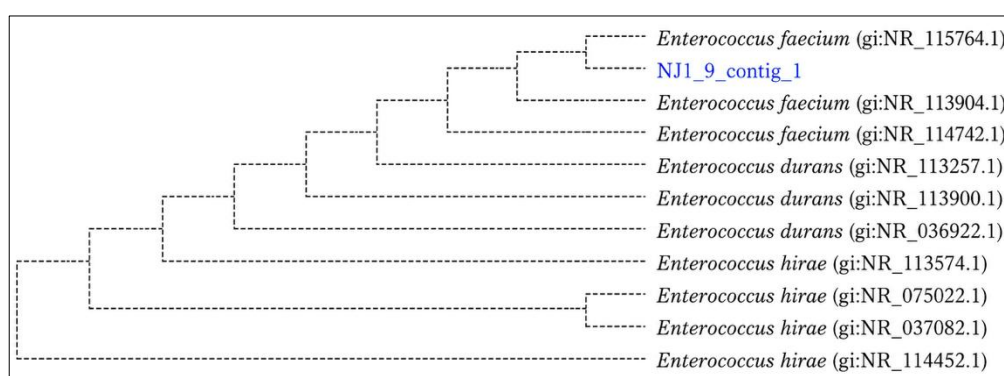 Enterococcus faecium (gi:NR_115764.1)
NJ1_9_contig_1
Enterococcus faecium (gi:NR_113904.1)
Enterococcus faecium (gi:NR_114742.1)
Enterococcus durans (gi:NR_113257.1)
Enterococcus durans (gi:NR_113900.1)
Enterococcus durans (gi:NR_036922.1)
Enterococcus hirae (gi:NR_113574.1)
Enterococcus hirae (gi:NR_075022.1)
Enterococcus hirae (gi:NR_037082.1)
Enterococcus hirae (gi:NR_114452.1)